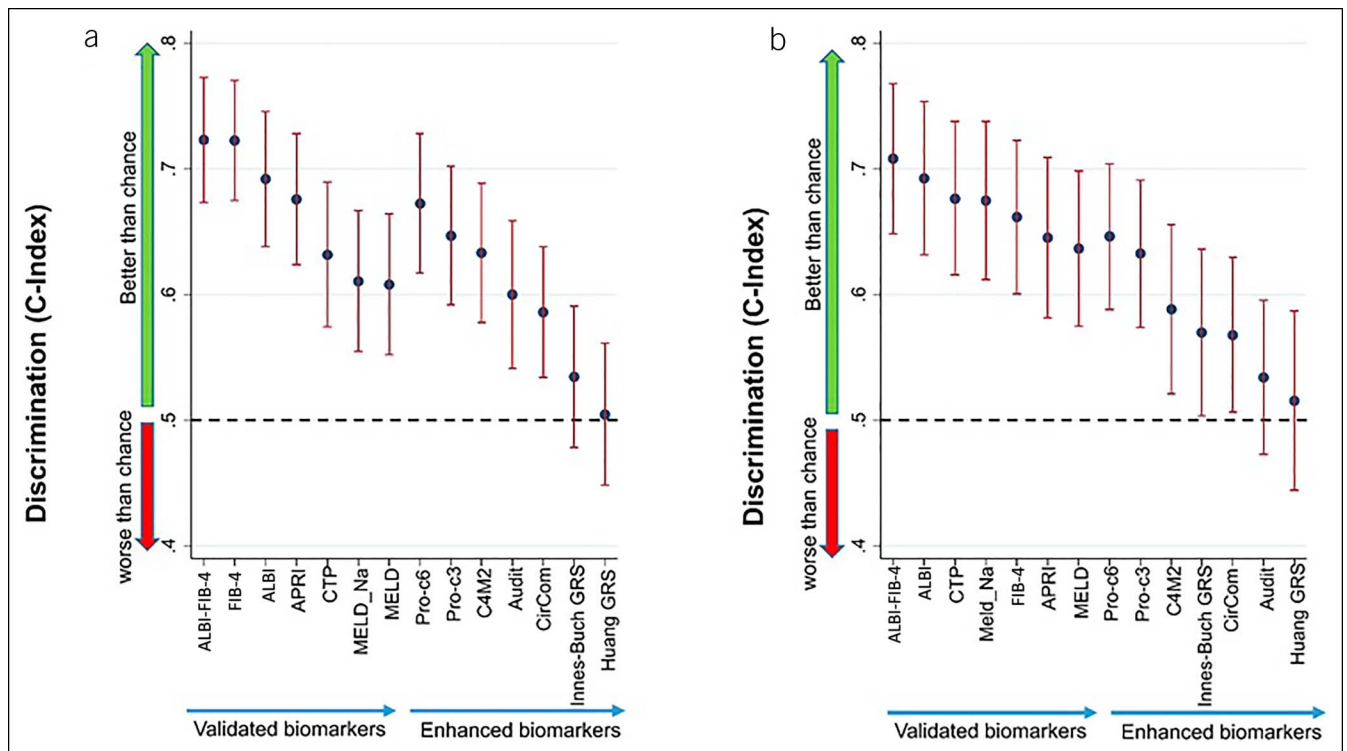 a
Discrimination (C-Index)
Better than chance
worse than chance
.8
.7
.6
.5
.4
ALBI-FIB-4
FIB-4
ALBI
APRI
CTP
MELD_Na
MELD
Pro-c6
Pro-c3
C4M2
Audit
CirCom
Innes-Buch GRS
Huang GRS
Validated biomarkers
Enhanced biomarkers
b
Discrimination (C-Index)
Better than chance
worse than chance
.8
.7
.6
.5
.4
ALBI-FIB-4
ALBI
CTP
Meld_Na
FIB-4
APRI
MELD
Pro-c6
Pro-c3
C4M2
Innes-Buch GRS
CirCom
Audit
Huang GRS
Validated biomarkers
Enhanced biomarkers